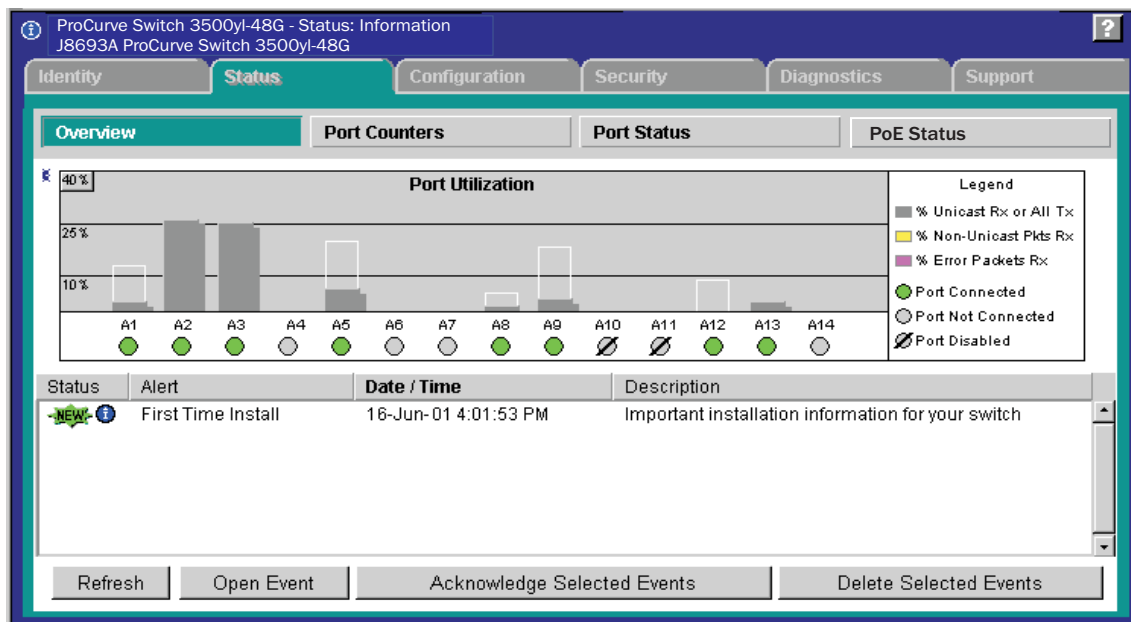 ProCurve Switch 3500yl-48G - Status: Information
J8693A ProCurve Switch 3500yl-48G
?
Identity Status Configuration Security Diagnostics Support
Overview Port Counters Port Status PoE Status
40 % Port Utilization
25 %
10 %
A1 A2 A3 A4 A5 A6 A7 A8 A9 A10 A11 A12 A13 A14
Legend
% Unicast Rx or All Tx
% Non-Unicast Pkts Rx
% Error Packets Rx
Port Connected
Port Not Connected
Port Disabled
Status Alert Date / Time Description
NEW! First Time Install 16-Jun-01 4:01:53 PM Important installation information for your switch
Refresh Open Event Acknowledge Selected Events Delete Selected Events